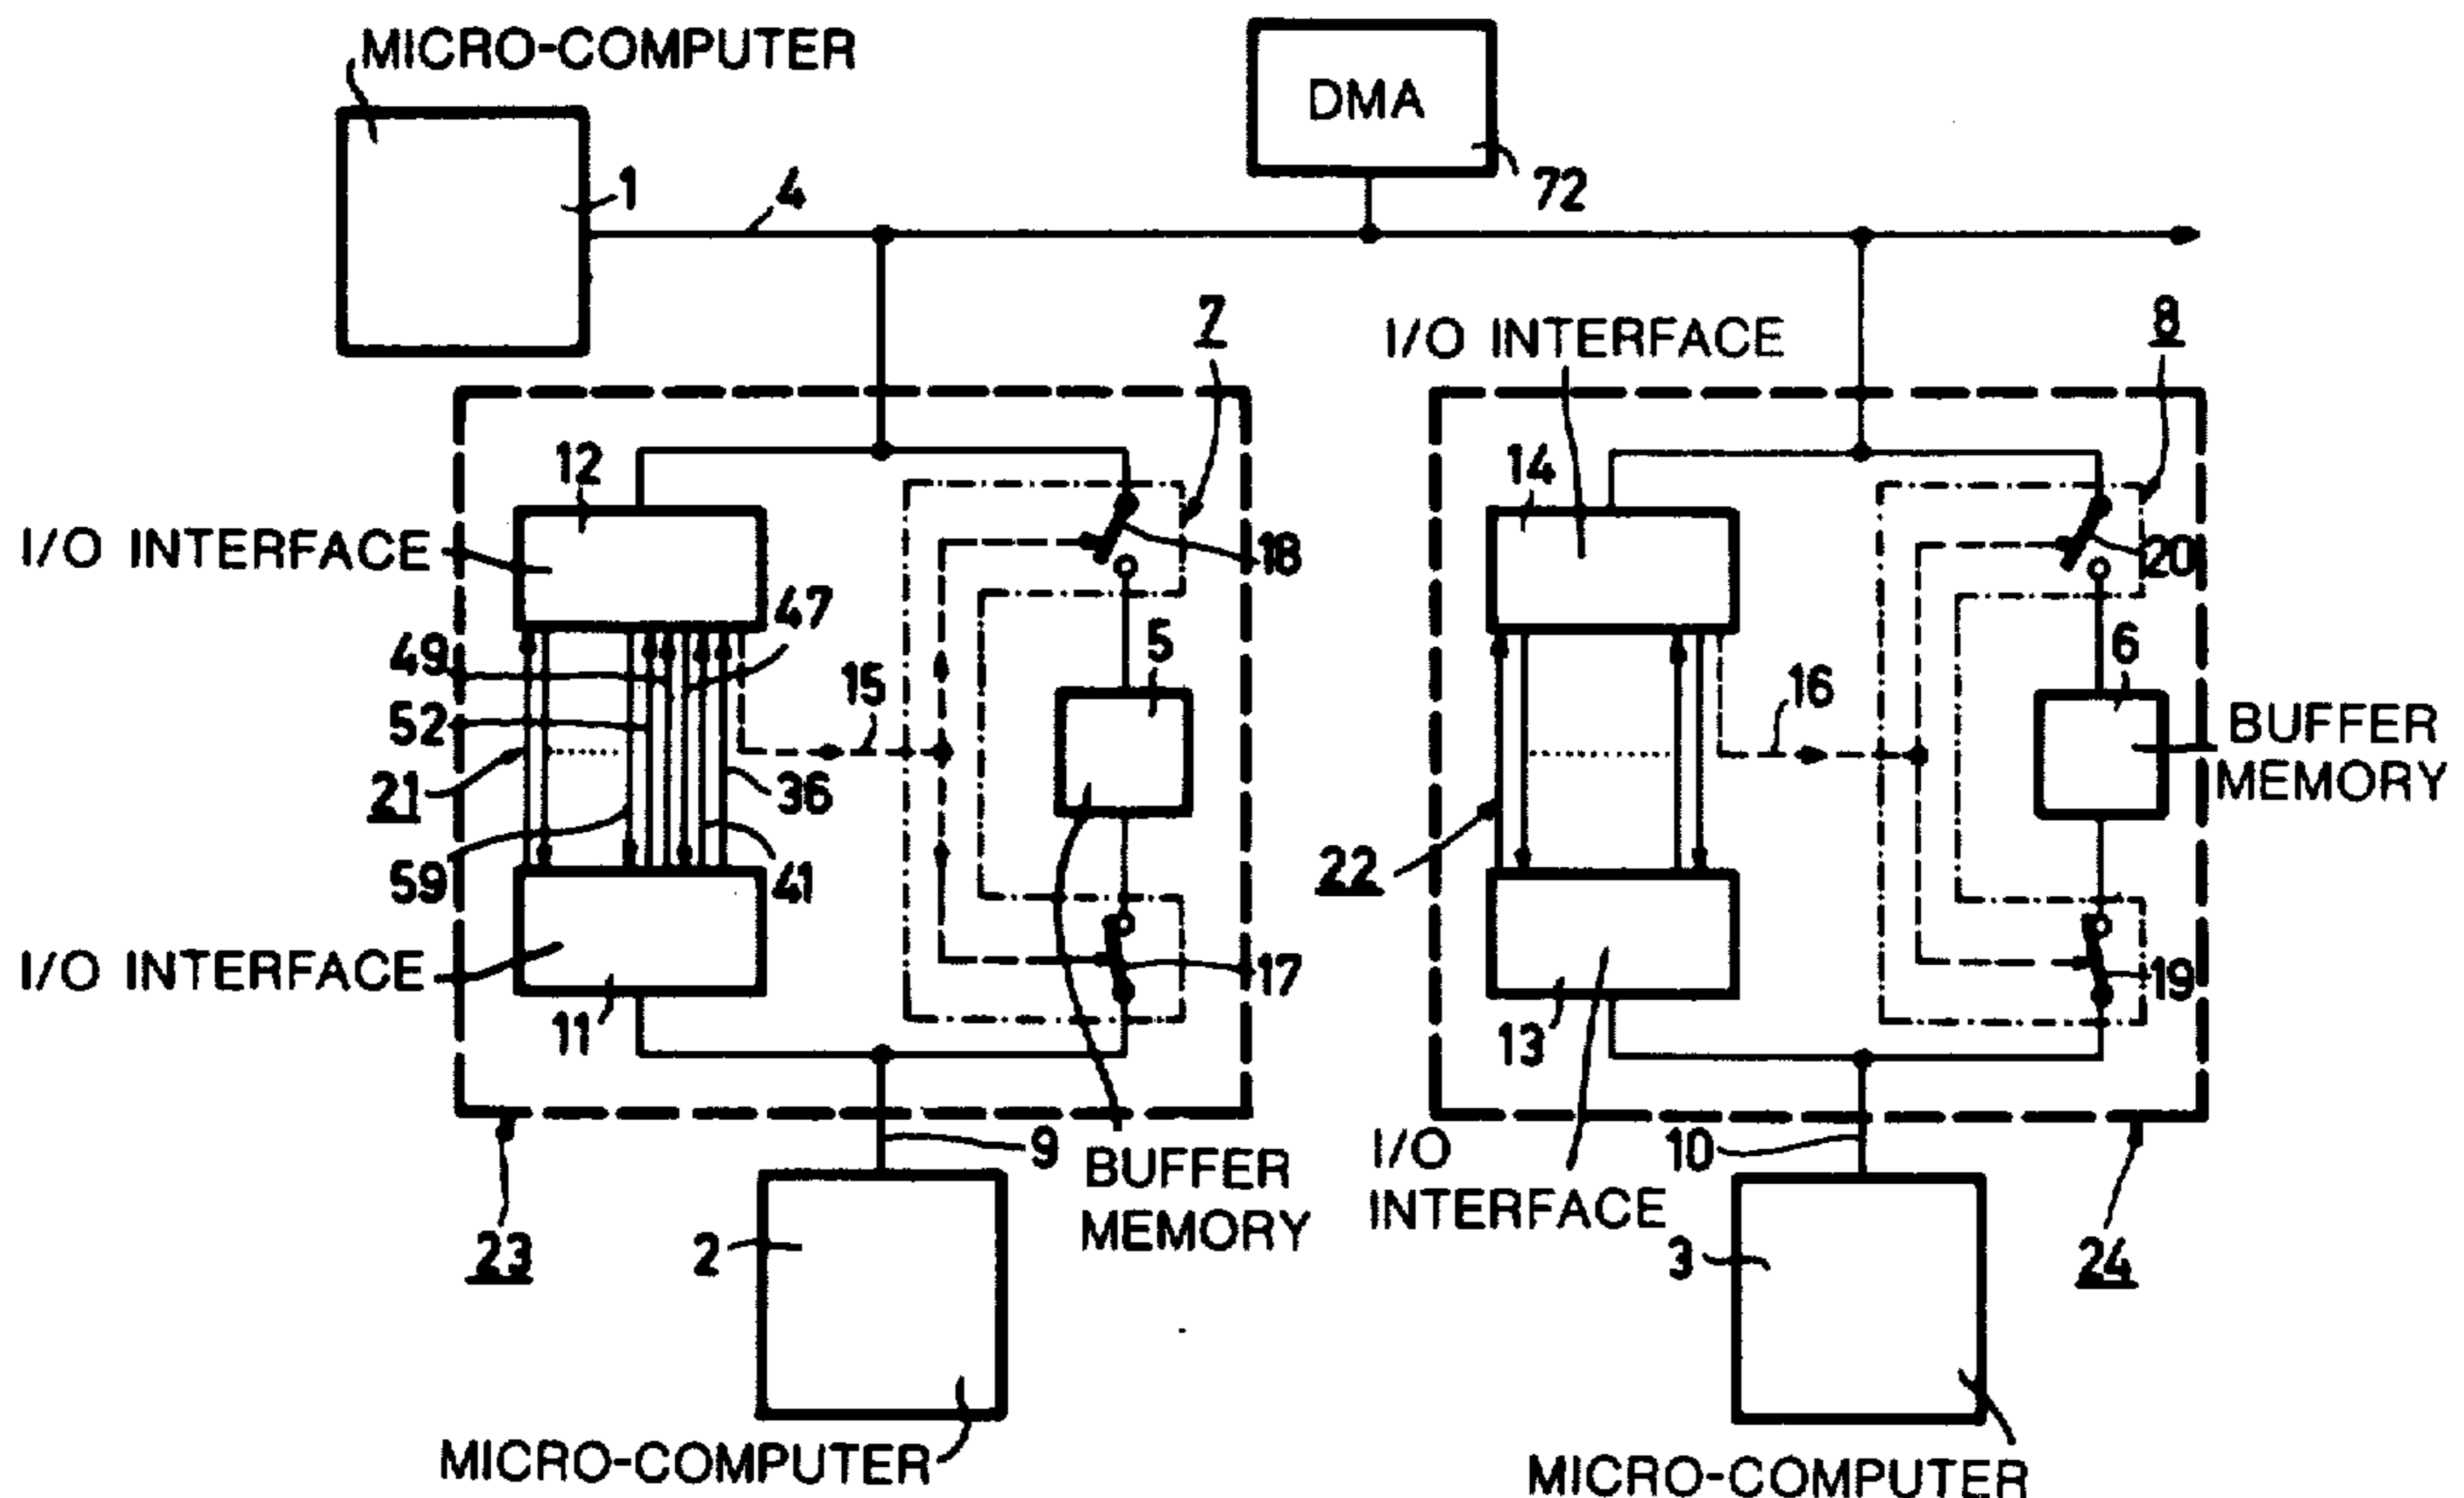 MICRO-COMPUTER
DMA
1
4
72
7
8
I/O INTERFACE
12
14
I/O INTERFACE
18
20
47
49
5
6
15
16
52
BUFFER
MEMORY
21
36
22
59
41
I/O INTERFACE
17
19
11
13
9
I/O
INTERFACE
10
BUFFER
MEMORY
23
2
3
24
MICRO-COMPUTER
MICRO-COMPUTER